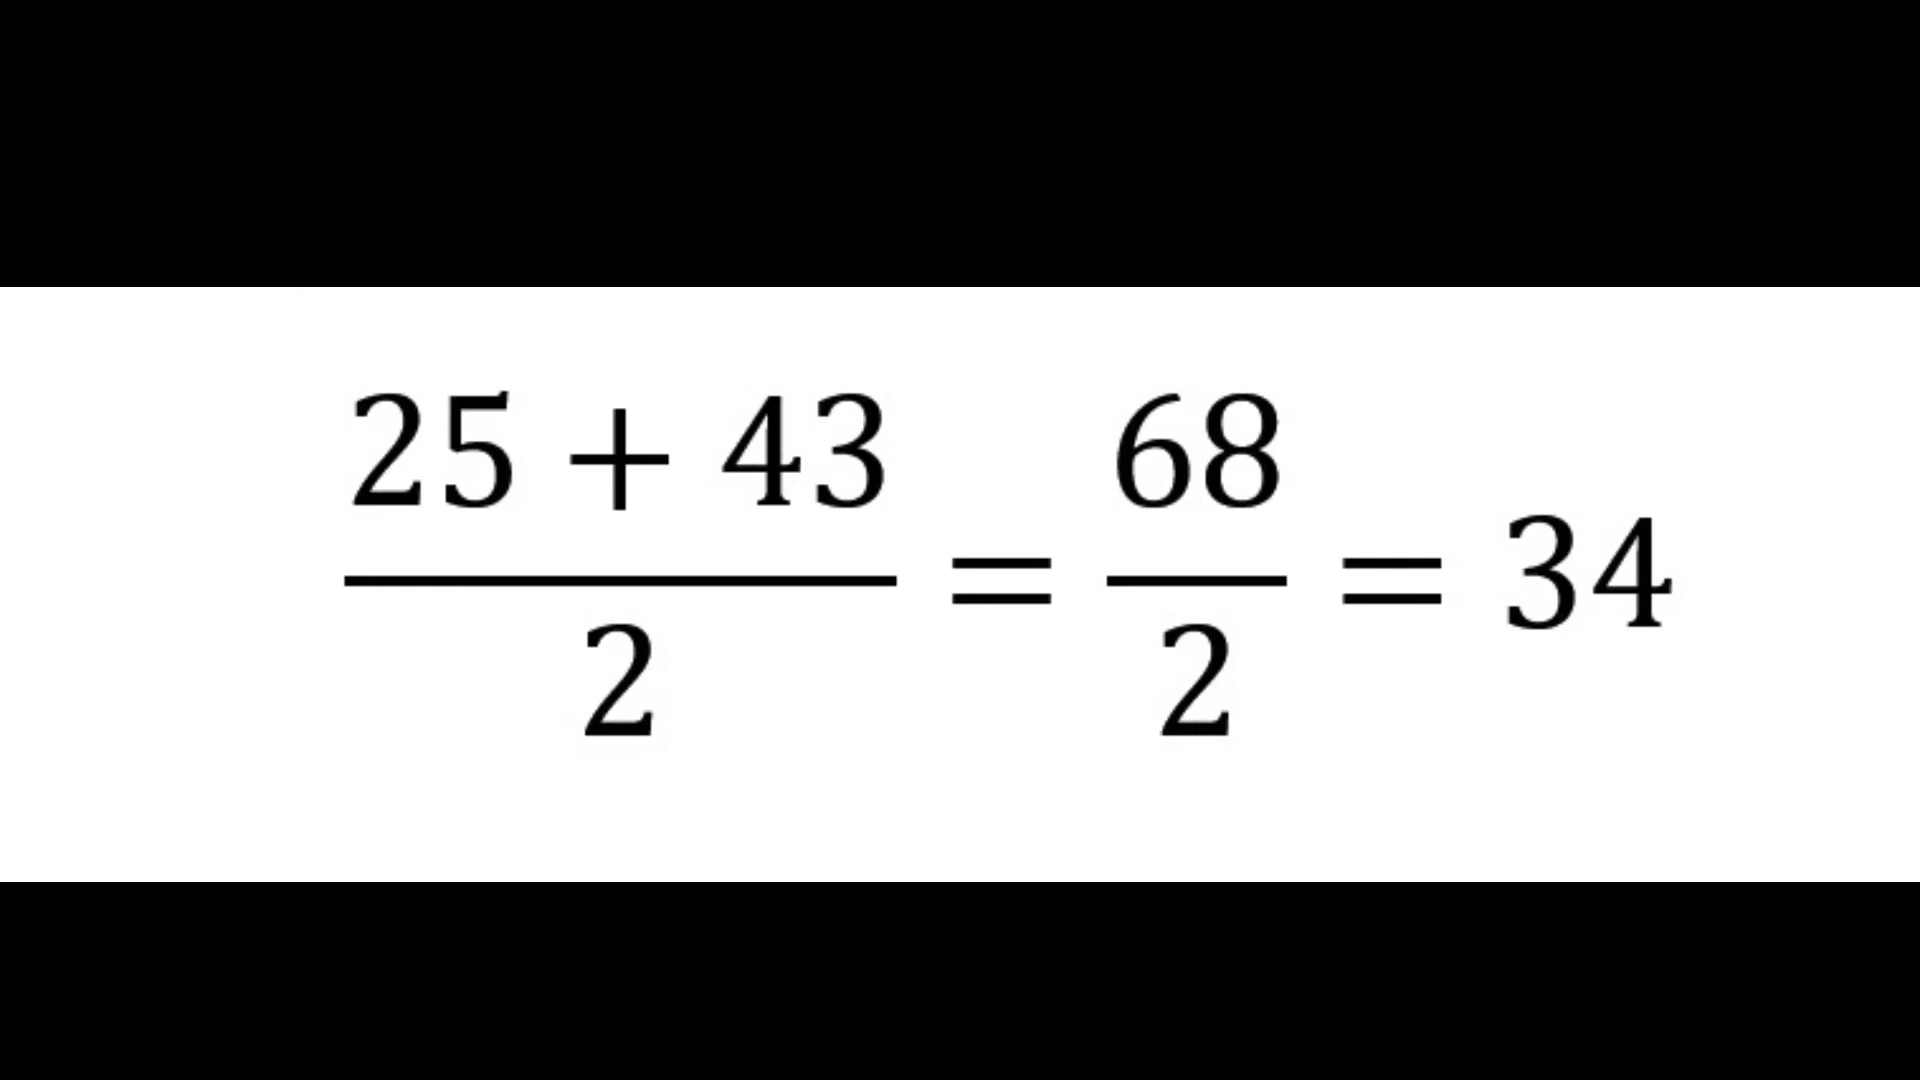 25 + 43 / 2 = 68 / 2 = 34